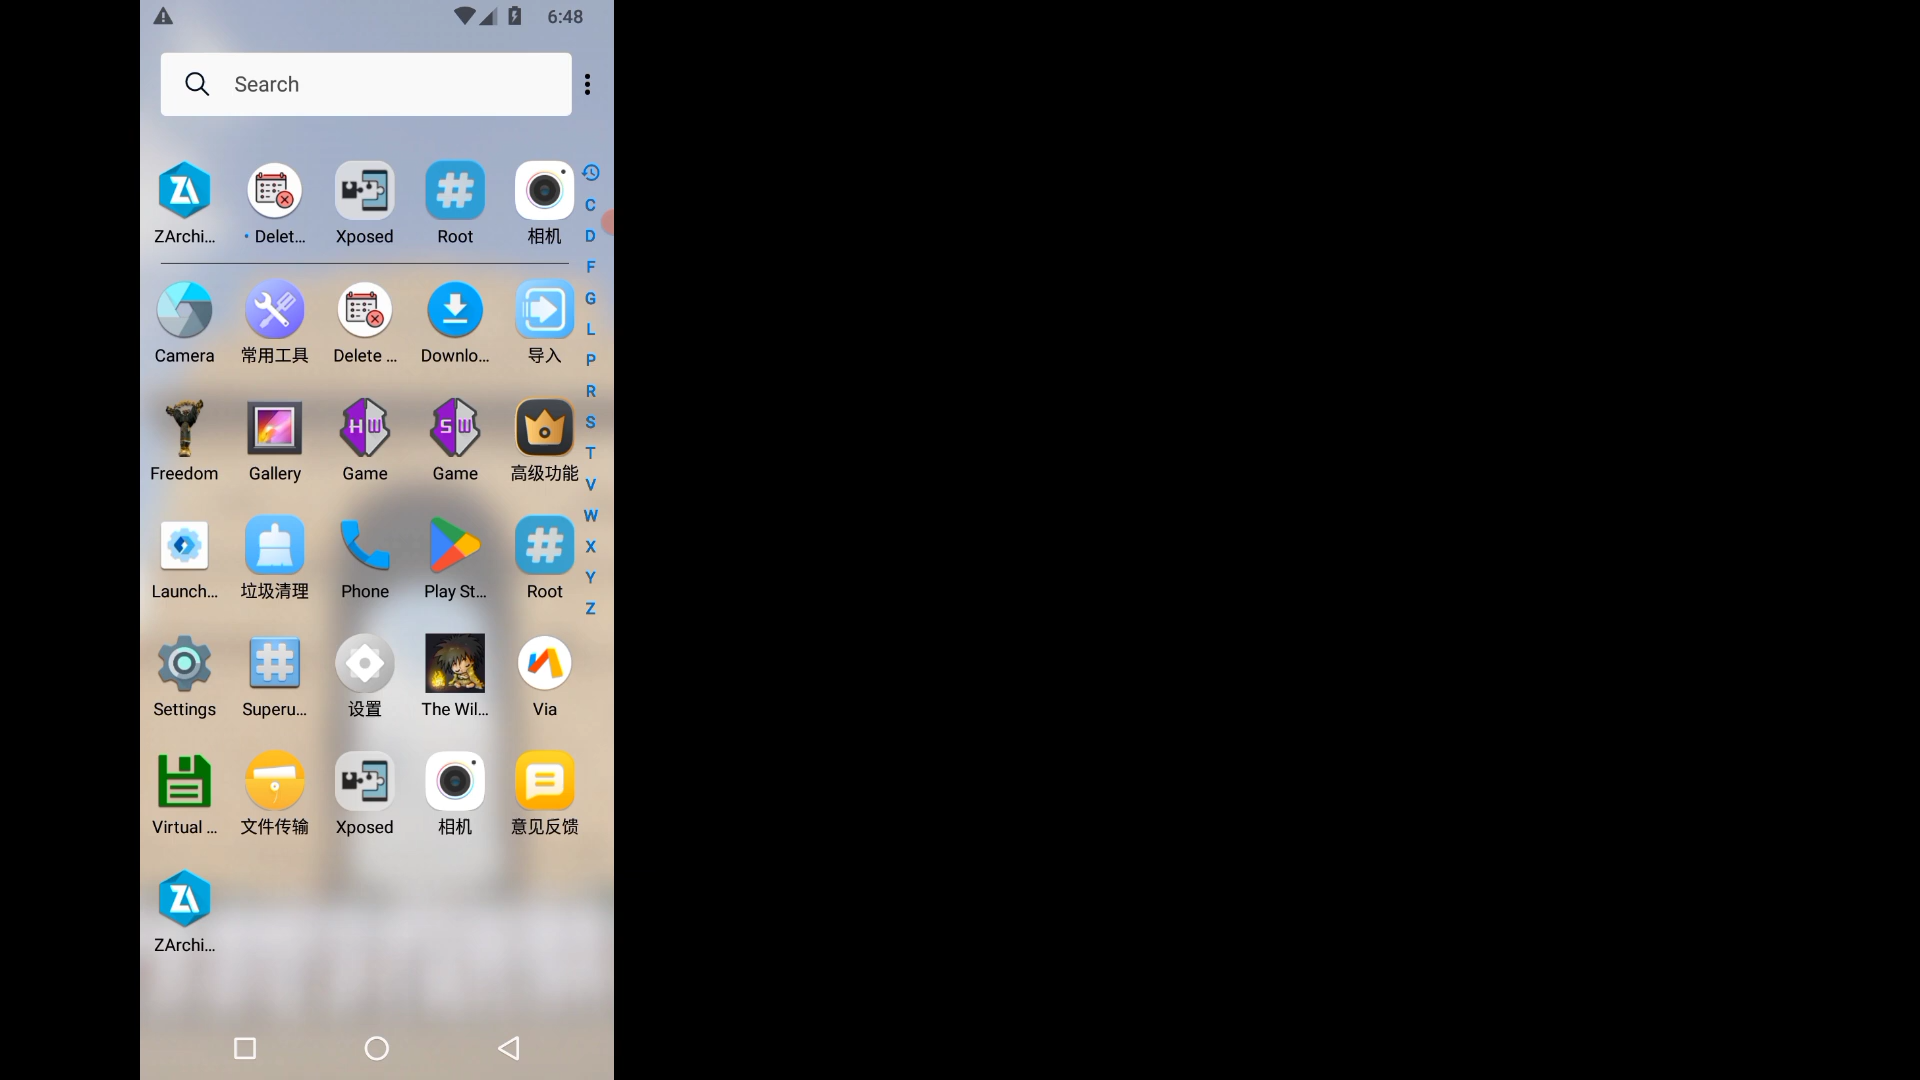 6:48
Search
ZArchi...
Delet...
Xposed
Root
相机
C
D
F
G
L
P
R
S
T
V
W
X
Y
Z
Camera
常用工具
Delete ...
Downlo...
导入
Freedom
Gallery
HW
Game
SW
Game
高级功能
Launch...
垃圾清理
Phone
Play St...
Root
Settings
Superu...
设置
The Wil...
Via
Virtual ...
文件传输
Xposed
相机
意见反馈
ZArchi...